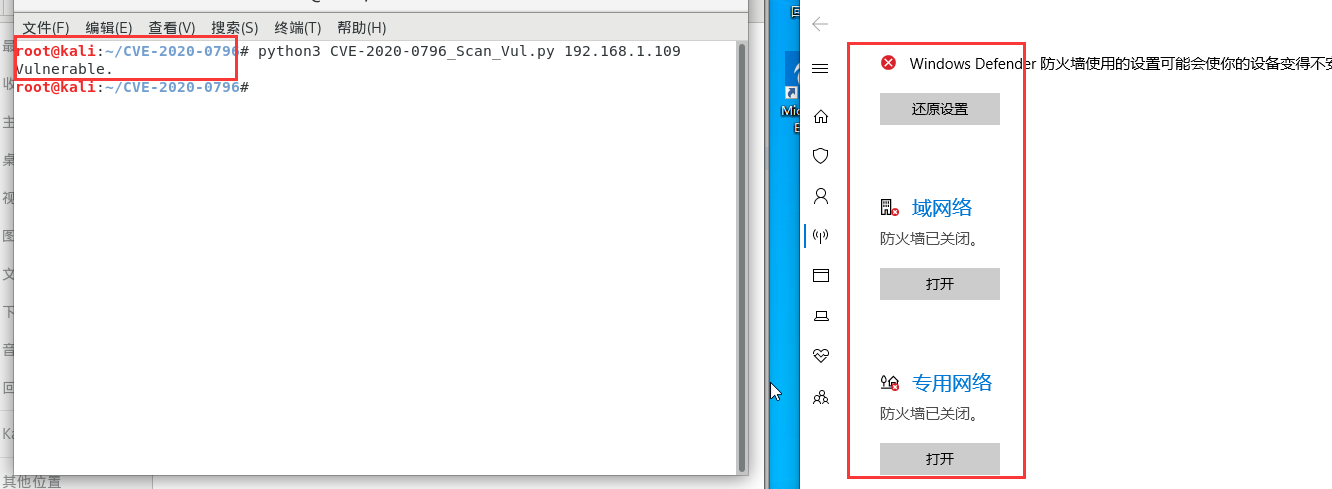 文件(F) 编辑(E) 查看(V) 搜索(S) 终端(T) 帮助(H)
root@kali:~/CVE-2020-0796# python3 CVE-2020-0796_Scan_Vul.py 192.168.1.109
Vulnerable.
root@kali:~/CVE-2020-0796#
最
收
主
桌
视
图
文
下
音
回
Ka
其他位置
回
Mic
E
Windows Defender 防火墙使用的设置可能会使你的设备变得不安
还原设置
域网络
防火墙已关闭。
打开
专用网络
防火墙已关闭。
打开